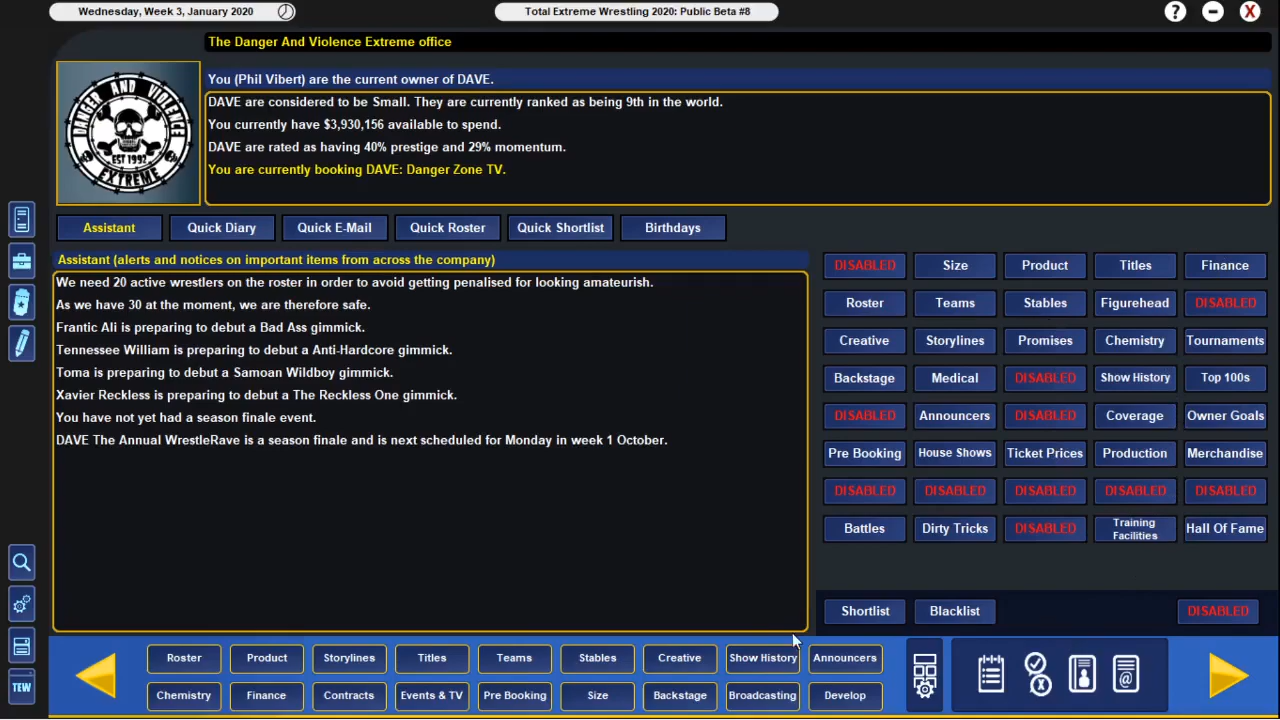 Wednesday, Week 3, January 2020
Total Extreme Wrestling 2020: Public Beta #8
?
X
The Danger And Violence Extreme office
DANGER AND VIOLENCE
EST 1992
EXTREME
You (Phil Vibert) are the current owner of DAVE.
DAVE are considered to be Small. They are currently ranked as being 9th in the world.
You currently have $3,930,156 available to spend.
DAVE are rated as having 40% prestige and 29% momentum.
You are currently booking DAVE: Danger Zone TV.
Assistant
Quick Diary
Quick E-Mail
Quick Roster
Quick Shortlist
Birthdays
Assistant (alerts and notices on important items from across the company)
We need 20 active wrestlers on the roster in order to avoid getting penalised for looking amateurish.
As we have 30 at the moment, we are therefore safe.
Frantic Ali is preparing to debut a Bad Ass gimmick.
Tennessee William is preparing to debut a Anti-Hardcore gimmick.
Toma is preparing to debut a Samoan Wildboy gimmick.
Xavier Reckless is preparing to debut a The Reckless One gimmick.
You have not yet had a season finale event.
DAVE The Annual WrestleRave is a season finale and is next scheduled for Monday in week 1 October.
DISABLED
Size
Product
Titles
Finance
Roster
Teams
Stables
Figurehead
DISABLED
Creative
Storylines
Promises
Chemistry
Tournaments
Backstage
Medical
DISABLED
Show History
Top 100s
DISABLED
Announcers
DISABLED
Coverage
Owner Goals
Pre Booking
House Shows
Ticket Prices
Production
Merchandise
DISABLED
DISABLED
DISABLED
DISABLED
DISABLED
Battles
Dirty Tricks
DISABLED
Training
Facilities
Hall Of Fame
Shortlist
Blacklist
DISABLED
TEW
Roster
Product
Storylines
Titles
Teams
Stables
Creative
Show History
Announcers
Chemistry
Finance
Contracts
Events & TV
Pre Booking
Size
Backstage
Broadcasting
Develop
@